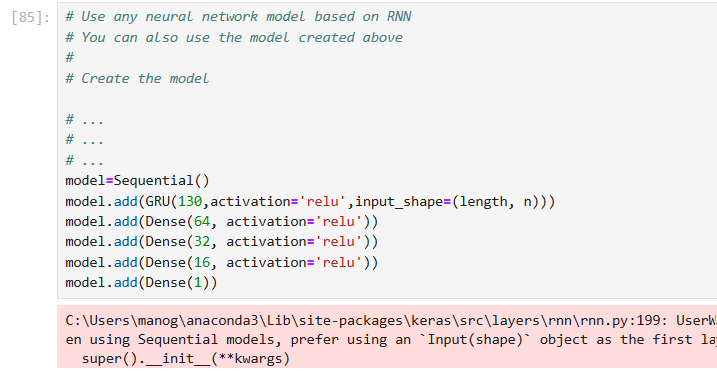 [85]:
# Use any neural network model based on RNN
# You can also use the model created above
#
# Create the model
# ...
# ...
# ...
model=Sequential()
model.add(GRU(130,activation='relu',input_shape=(length, n)))
model.add(Dense(64, activation='relu'))
model.add(Dense(32, activation='relu'))
model.add(Dense(16, activation='relu'))
model.add(Dense(1))
C:\Users\manog\anaconda3\Lib\site-packages\keras\src\layers\rnn\rnn.py:199:
en using Sequential models, prefer using an `Input(shape)` object as the first
super().__init__(**kwargs)